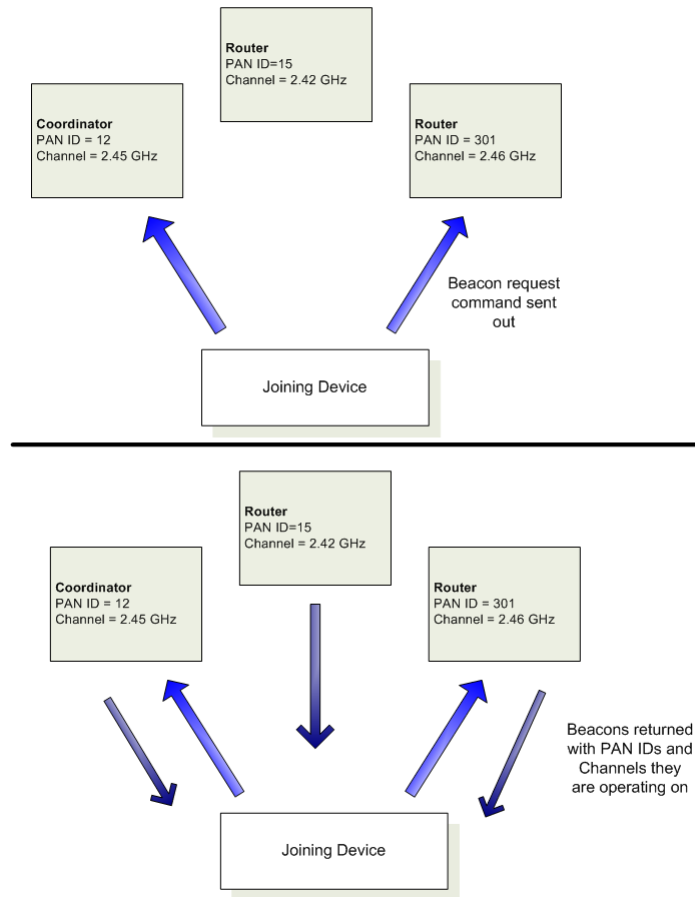 Router
PAN ID=15
Channel = 2.42 GHz
Coordinator
PAN ID = 12
Channel = 2.45 GHz
Router
PAN ID = 301
Channel = 2.46 GHz
Beacon request
command sent
out
Joining Device
Router
PAN ID=15
Channel = 2.42 GHz
Coordinator
PAN ID = 12
Channel = 2.45 GHz
Router
PAN ID = 301
Channel = 2.46 GHz
Beacons returned
with PAN IDs and
Channels they
are operating on
Joining Device